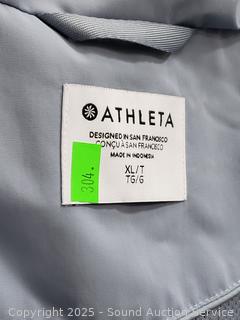 ATHLETA
DESIGNED IN SAN FRANCISCO
CONÇU À SAN FRANCISCO
MADE IN INDONESIA
XL/T
TG/G
304.
Copyright 2025 - Sound Auction Service